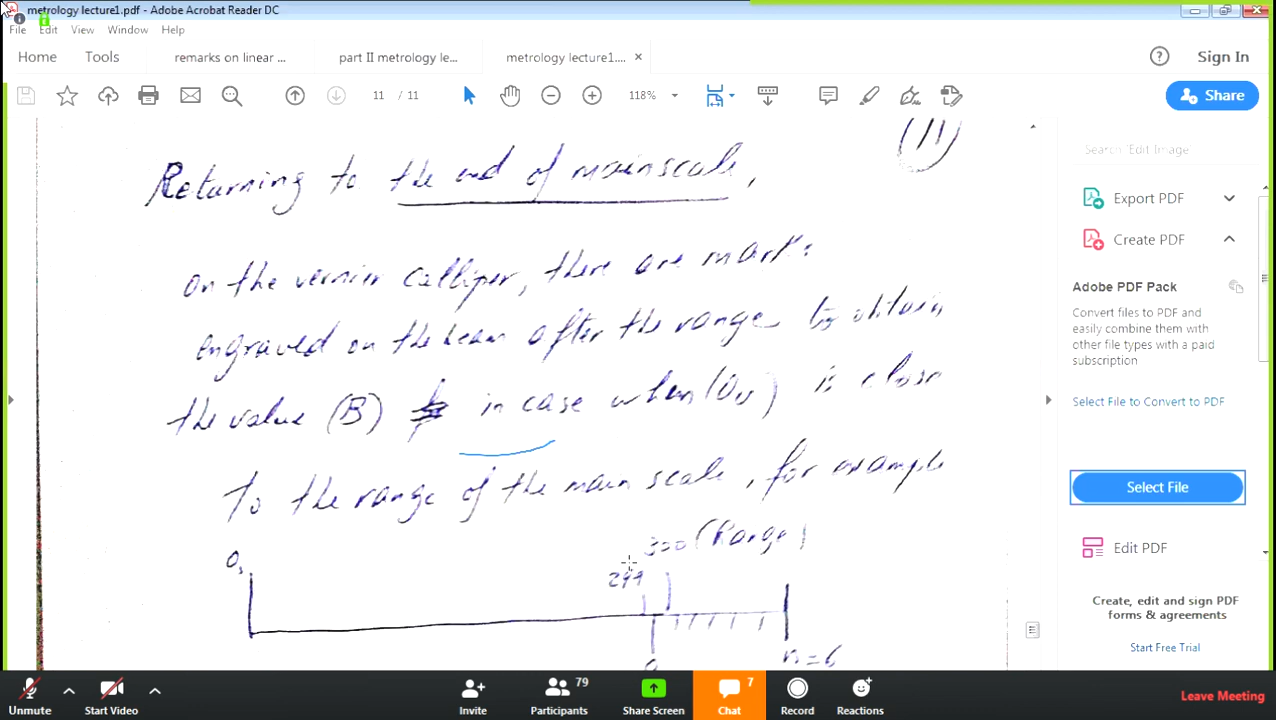 metrology lecture1.pdf - Adobe Acrobat Reader DC
File Edit View Window Help
Home Tools remarks on linear ... part II metrology le... metrology lecture1.... × Sign In
11 / 11 118% Share
(11)
Returning to the end of mainscale,
on the vernier calliper, there are marks
engraved on the beam after the range to obtain
the value (B) in case when (Ov) is close
to the range of the main scale, for example
300 (Range)
Os 299
0 n=6
Search 'Edit Image'
Export PDF
Create PDF
Adobe PDF Pack
Convert files to PDF and
easily combine them with
other file types with a paid
subscription
Select File to Convert to PDF
Select File
Edit PDF
Create, edit and sign PDF
forms & agreements
Start Free Trial
Unmute Start Video Invite Participants 79 Share Screen Chat 7 Record Reactions Leave Meeting